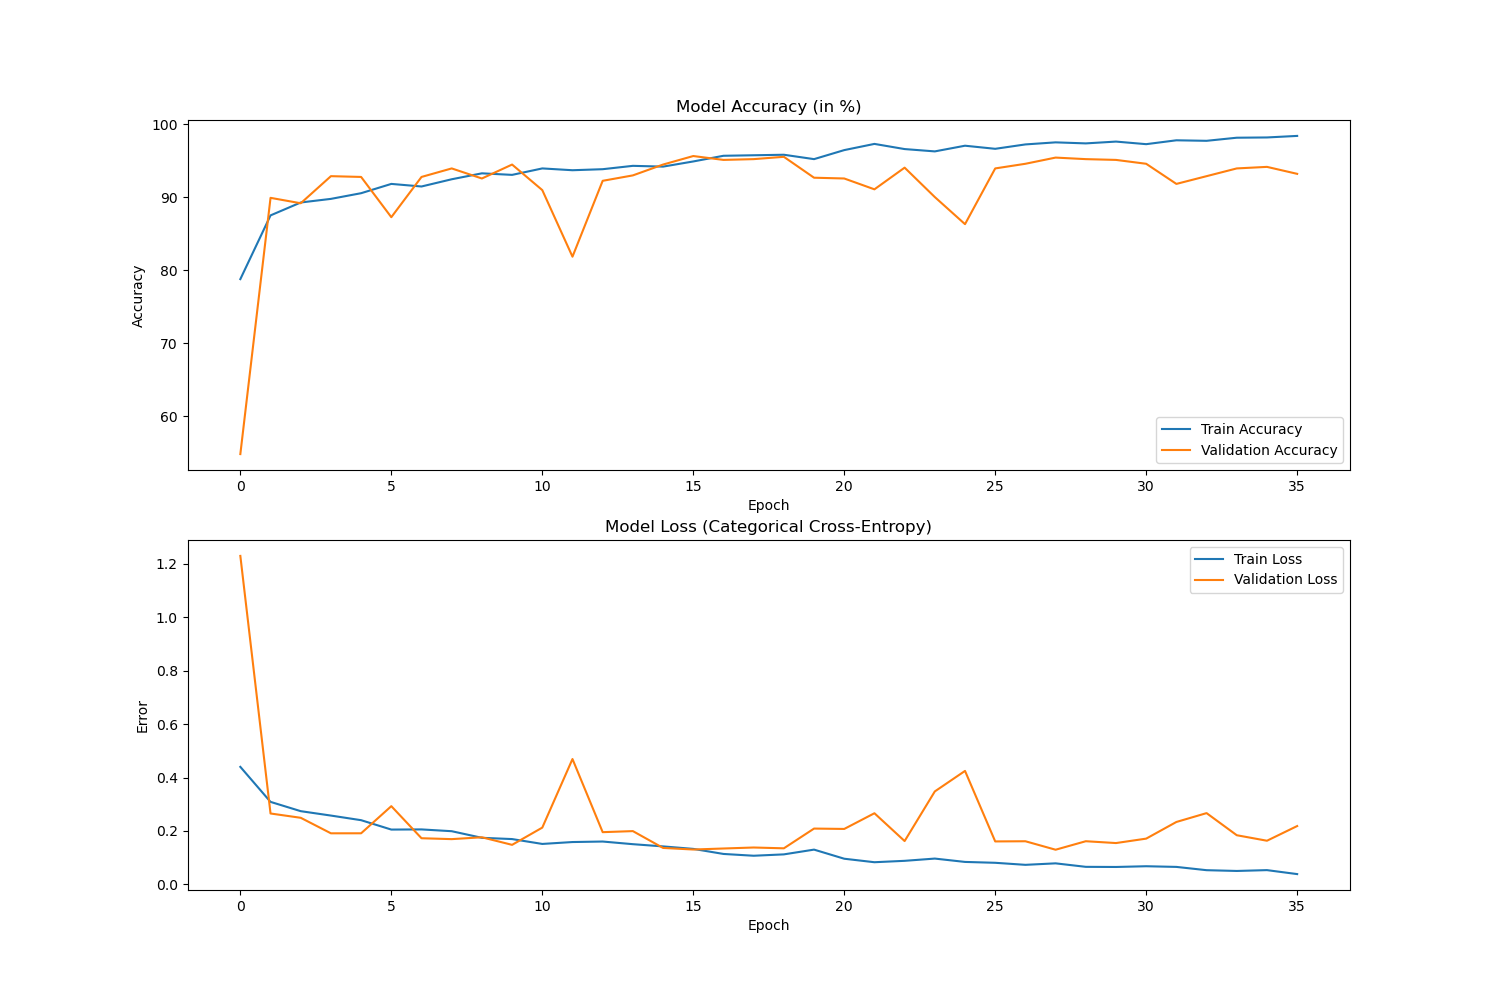 Model Accuracy (in %)
100
90
80
70
60
Accuracy
Train Accuracy
Validation Accuracy
0 5 10 15 20 25 30 35
Epoch
Model Loss (Categorical Cross-Entropy)
1.2
1.0
0.8
0.6
0.4
0.2
0.0
Error
Train Loss
Validation Loss
0 5 10 15 20 25 30 35
Epoch